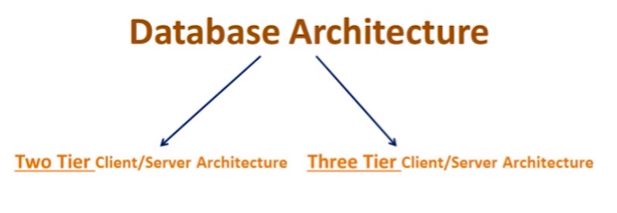 Database Architecture
Two Tier Client/Server Architecture
Three Tier Client/Server Architecture